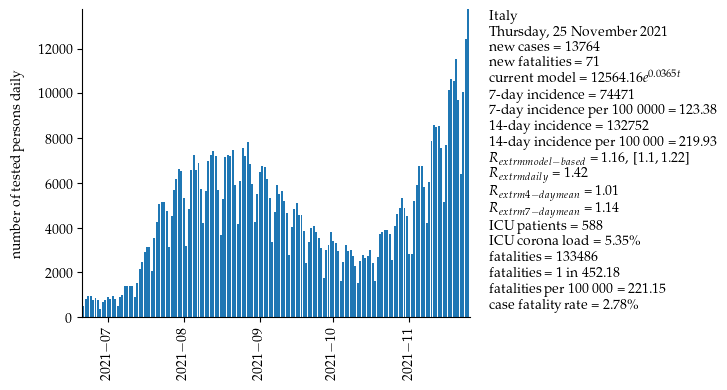 number of tested persons daily
12000
10000
8000
6000
4000
2000
0
2021−07
2021−08
2021−09
2021−10
2021−11
Italy
Thursday, 25 November 2021
new cases = 13764
new fatalities = 71
current model = 12564.16e^0.0365t
7-day incidence = 74471
7-day incidence per 100 0000 = 123.38
14-day incidence = 132752
14-day incidence per 100 000 = 219.93
R_extrmmodel−based = 1.16, [1.1, 1.22]
R_extrmdaily = 1.42
R_extrm4−daymean = 1.01
R_extrm7−daymean = 1.14
ICU patients = 588
ICU corona load = 5.35%
fatalities = 133486
fatalities = 1 in 452.18
fatalities per 100 000 = 221.15
case fatality rate = 2.78%